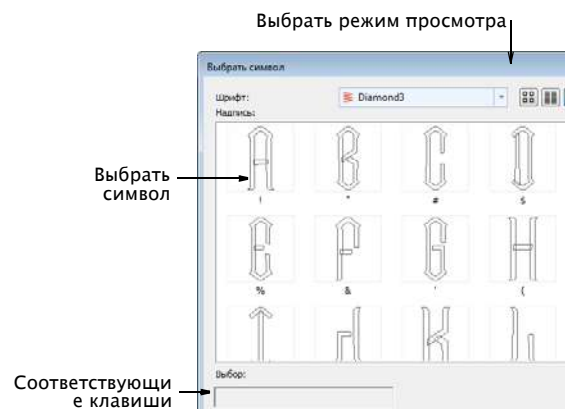 Выбрать режим просмотра
Выбрать символ
Шрифт:
Diamond3
Надпись:
Выбрать
символ
! " # $
% & ' (
Выбор:
Соответствующи
е клавиши